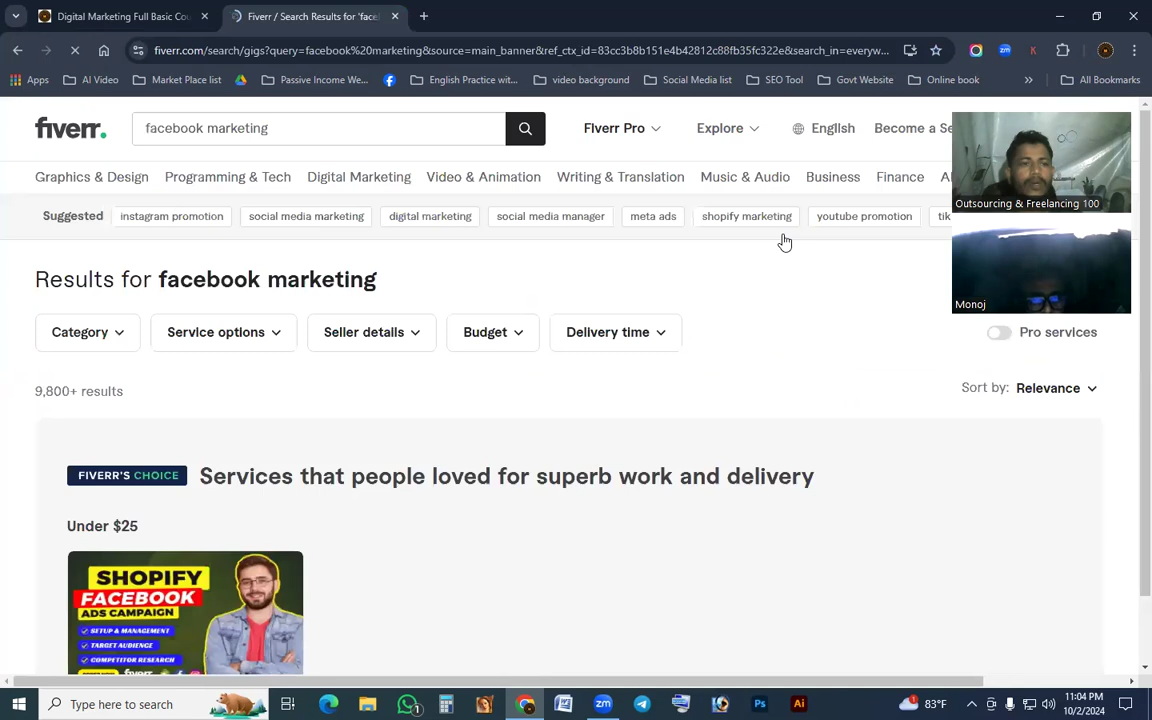 Digital Marketing Full Basic Cou
Fiverr / Search Results for 'face
fiverr.com/search/gigs?query=facebook%20marketing&source=main_banner&ref_ctx_id=83cc3b8b151e4b42812c88fb35fc322e&search_in=everyw...
Apps
AI Video
Market Place list
Passive Income We...
English Practice wit...
video background
Social Media list
SEO Tool
Govt Website
Online book
»
All Bookmarks
fiverr.
facebook marketing
Fiverr Pro
Explore
English
Become a Se
Graphics & Design
Programming & Tech
Digital Marketing
Video & Animation
Writing & Translation
Music & Audio
Business
Finance
Outsourcing & Freelancing 100
Suggested
instagram promotion
social media marketing
digital marketing
social media manager
meta ads
shopify marketing
youtube promotion
tik
Results for facebook marketing
Monoj
Category
Service options
Seller details
Budget
Delivery time
Pro services
9,800+ results
Sort by: Relevance
FIVERR'S CHOICE
Services that people loved for superb work and delivery
Under $25
SHOPIFY
FACEBOOK
ADS CAMPAIGN
SETUP & MANAGEMENT
TARGET AUDIENCE
COMPETITOR RESEARCH
fiverr
Type here to search
83°F
11:04 PM
10/2/2024